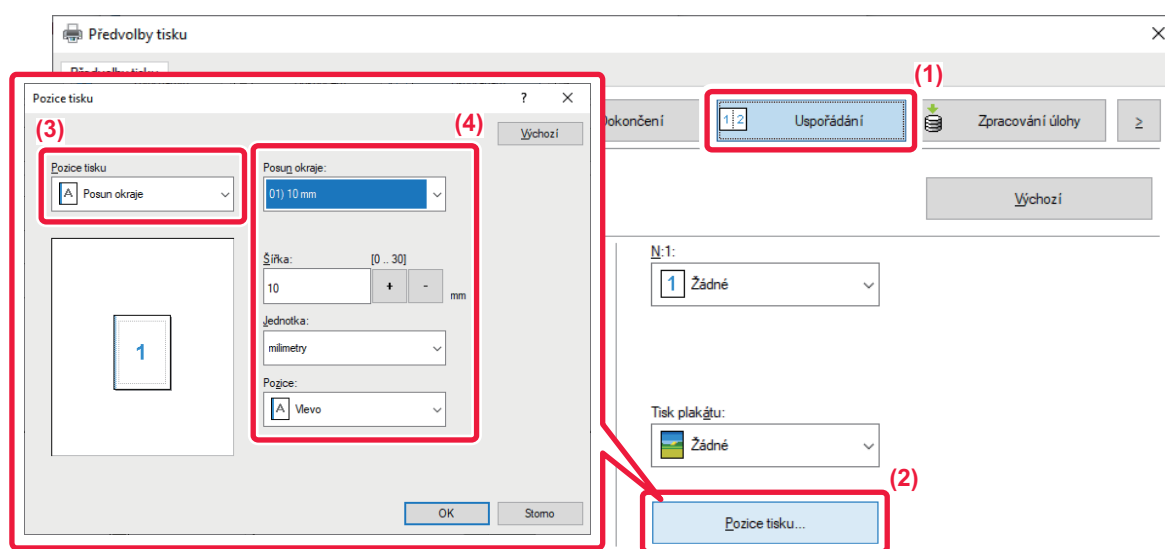 Předvolby tisku
Pozice tisku
(1)
(3)
(4)
Výchozí
Dokončení
Uspořádání
Zpracování úlohy
≥
Pozice tisku
A Posun okraje
Posun okraje:
01) 10 mm
Výchozí
Šířka: [0 .. 30]
10 + - mm
N:1:
1 Žádné
Jednotka:
milimetry
1
Pozice:
A Vlevo
Tisk plakátu:
Žádné
(2)
OK
Storno
Pozice tisku...